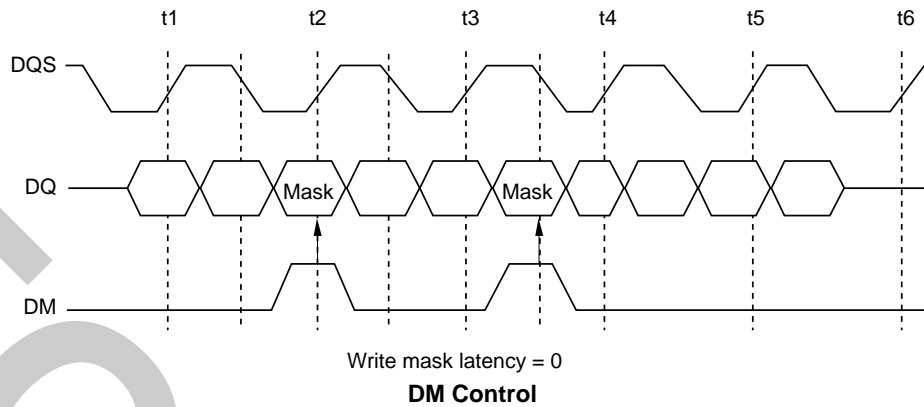 t1 t2 t3 t4 t5 t6
DQS
DQ Mask Mask
DM
Write mask latency = 0
DM Control